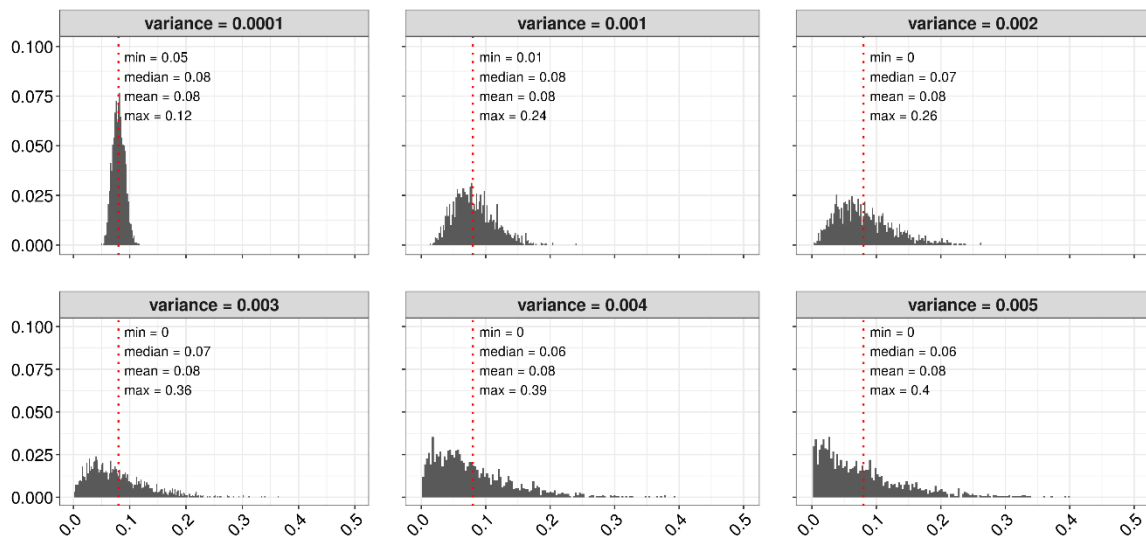 variance = 0.0001
variance = 0.001
variance = 0.002
0.100
0.075
0.050
0.025
0.000
min = 0.05
median = 0.08
mean = 0.08
max = 0.12
min = 0.01
median = 0.08
mean = 0.08
max = 0.24
min = 0
median = 0.07
mean = 0.08
max = 0.26
variance = 0.003
variance = 0.004
variance = 0.005
0.100
0.075
0.050
0.025
0.000
min = 0
median = 0.07
mean = 0.08
max = 0.36
min = 0
median = 0.06
mean = 0.08
max = 0.39
min = 0
median = 0.06
mean = 0.08
max = 0.4
0.0 0.1 0.2 0.3 0.4 0.5
0.0 0.1 0.2 0.3 0.4 0.5
0.0 0.1 0.2 0.3 0.4 0.5